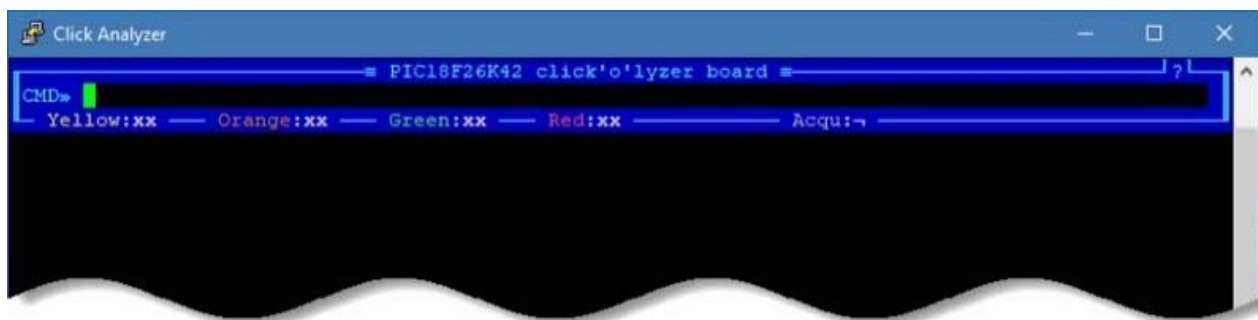 Click Analyzer
≡ PIC18F26K42 click'o'lyzer board ≡ ?
CMD»
Yellow:xx Orange:xx Green:xx Red:xx Acqu:¬